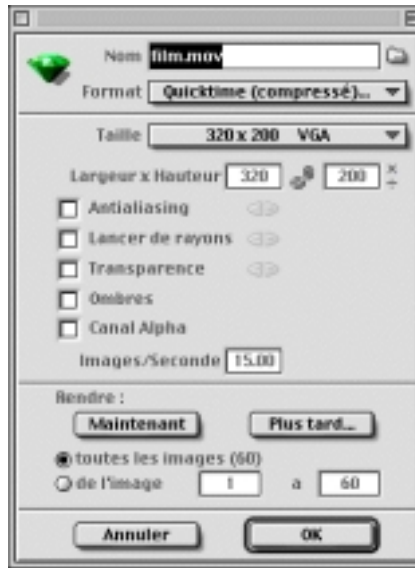 Nom film.mov
Format Quicktime (compressé)...
Taille 320 x 200 VGA
Largeur x Hauteur 320 200
Antialiasing
Lancer de rayons
Transparence
Ombres
Canal Alpha
Images/Seconde 15.00
Rendre :
Maintenant Plus tard...
toutes les images (60)
de l'image 1 a 60
Annuler OK